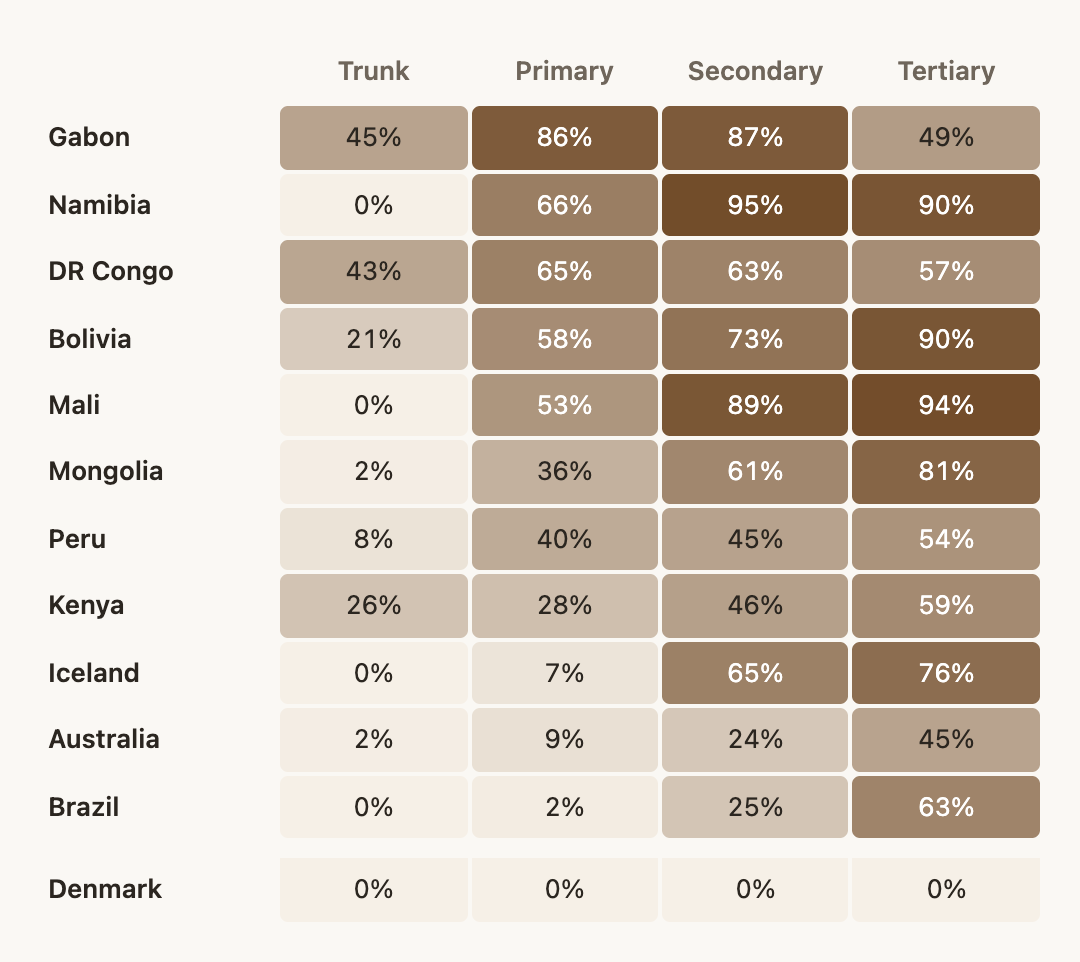 Trunk Primary Secondary Tertiary
Gabon 45% 86% 87% 49%
Namibia 0% 66% 95% 90%
DR Congo 43% 65% 63% 57%
Bolivia 21% 58% 73% 90%
Mali 0% 53% 89% 94%
Mongolia 2% 36% 61% 81%
Peru 8% 40% 45% 54%
Kenya 26% 28% 46% 59%
Iceland 0% 7% 65% 76%
Australia 2% 9% 24% 45%
Brazil 0% 2% 25% 63%
Denmark 0% 0% 0% 0%